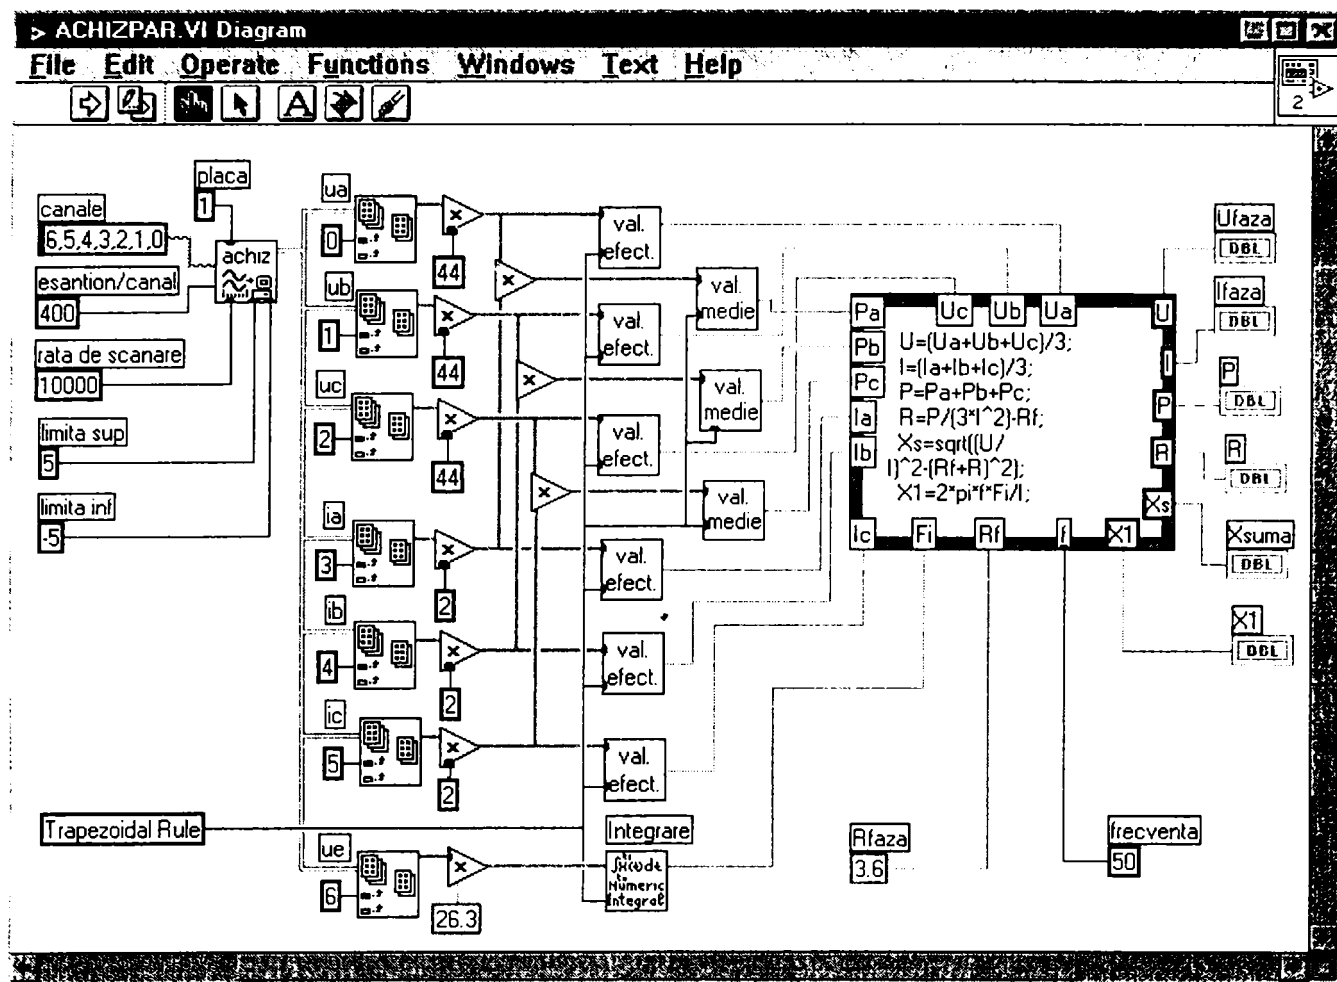 > ACHIZPAR.VI Diagram
File Edit Operate Functions Windows Text Help
2
placa
1
canale
6,5,4,3,2,1,0
achiz
esantion/canal
400
rata de scanare
10000
limita sup
5
limita inf
-5
ua
0
44
ub
1
44
uc
2
44
ia
3
2
ib
4
2
ic
5
2
Trapezoidal Rule
ue
6
26.3
x
x
x
x
x
x
x
x
x
x
val.
efect.
val.
efect.
val.
efect.
val.
medie
val.
medie
val.
medie
val.
efect.
val.
efect.
val.
efect.
Integrare
Numeric
Integral
Pa
Pb
Pc
Ia
Ib
Ic
Uc Ub Ua
U=(Ua+Ub+Uc)/3;
I=(Ia+Ib+Ic)/3;
P=Pa+Pb+Pc;
R=P/(3*I^2)-Rf;
Xs=sqrt((U/
I)^2-(Rf+R)^2);
X1=2*pi*f*Fi/I;
Fi Rf f X1
U
I
P
R
Xs
Ufaza
DBL
Ifaza
DBL
P
DBL
R
DBL
Xsuma
DBL
X1
DBL
Rfaza
3.6
frecventa
50